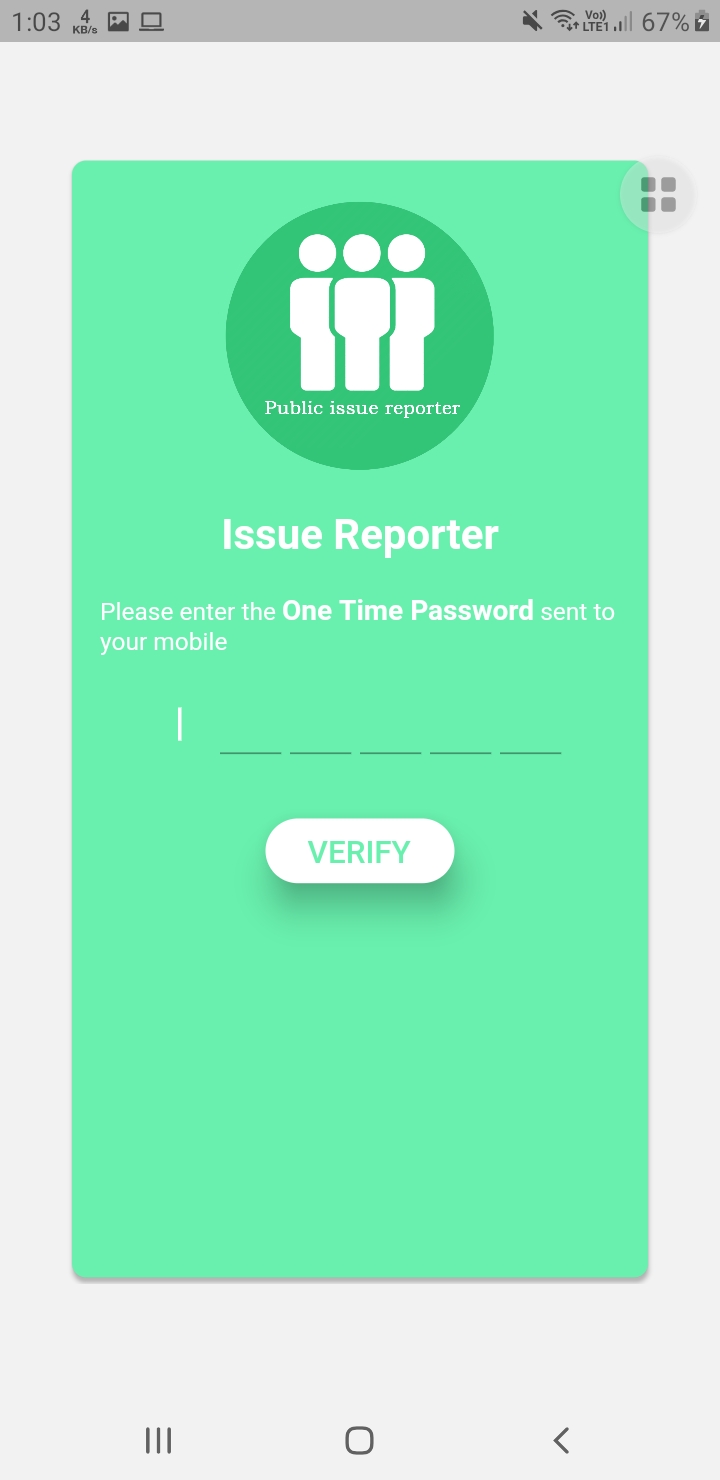 1:03 4 KB/s Vo)) LTE1 67%
Public issue reporter
Issue Reporter
Please enter the One Time Password sent to
your mobile
VERIFY